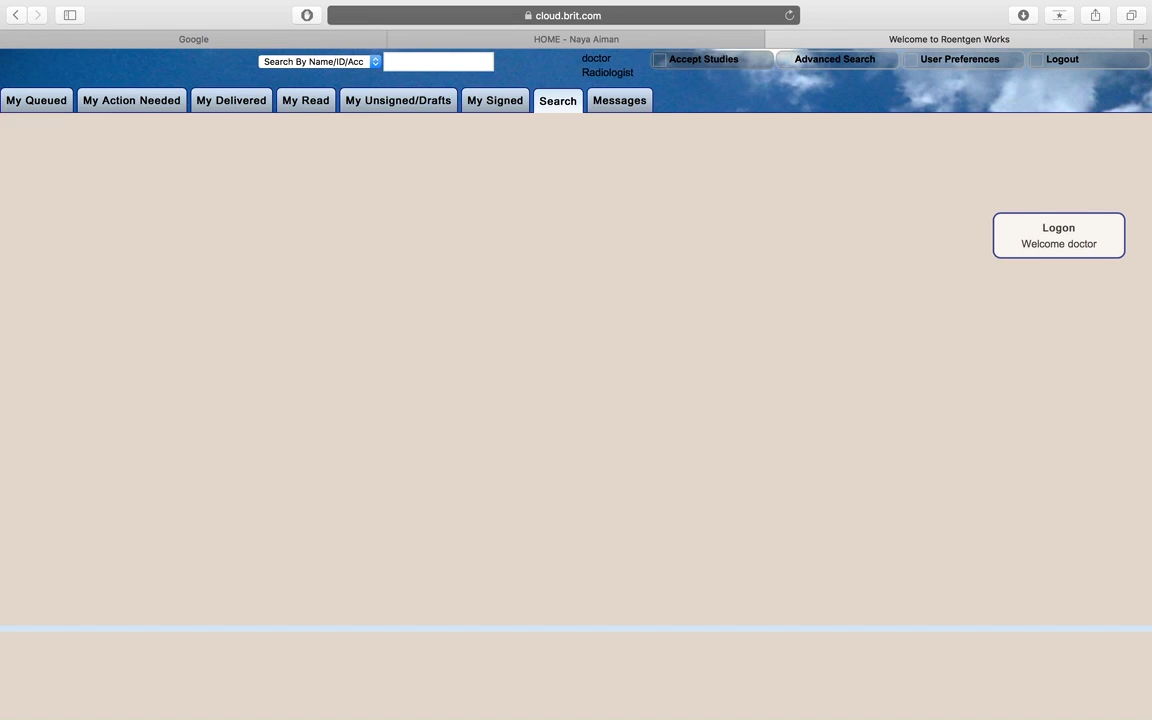 cloud.brit.com
Google
HOME - Naya Aiman
Welcome to Roentgen Works
Search By Name/ID/Acc
doctor
Radiologist
Accept Studies
Advanced Search
User Preferences
Logout
My Queued
My Action Needed
My Delivered
My Read
My Unsigned/Drafts
My Signed
Search
Messages
Logon
Welcome doctor